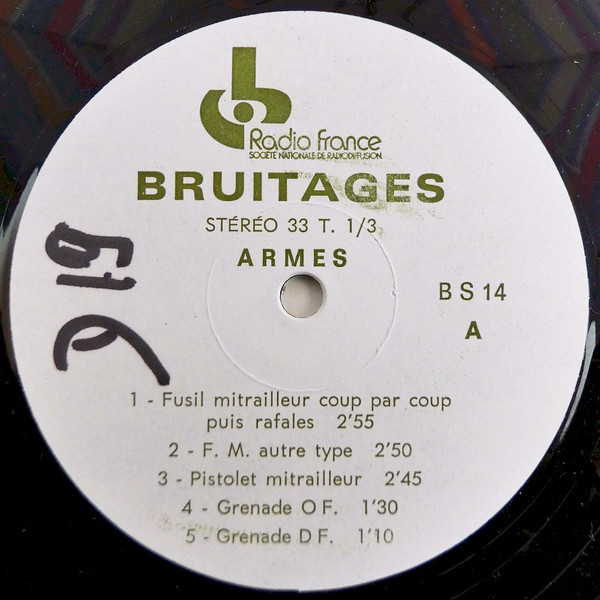 Radio france
SOCIÉTÉ NATIONALE DE RADIODIFFUSION
BRUITAGES
STÉRÉO 33 T. 1/3
ARMES
BS 14
A
1 - Fusil mitrailleur coup par coup
puis rafales 2'55
2 - F. M. autre type 2'50
3 - Pistolet mitrailleur 2'45
4 - Grenade O F. 1'30
5 - Grenade D F. 1'10